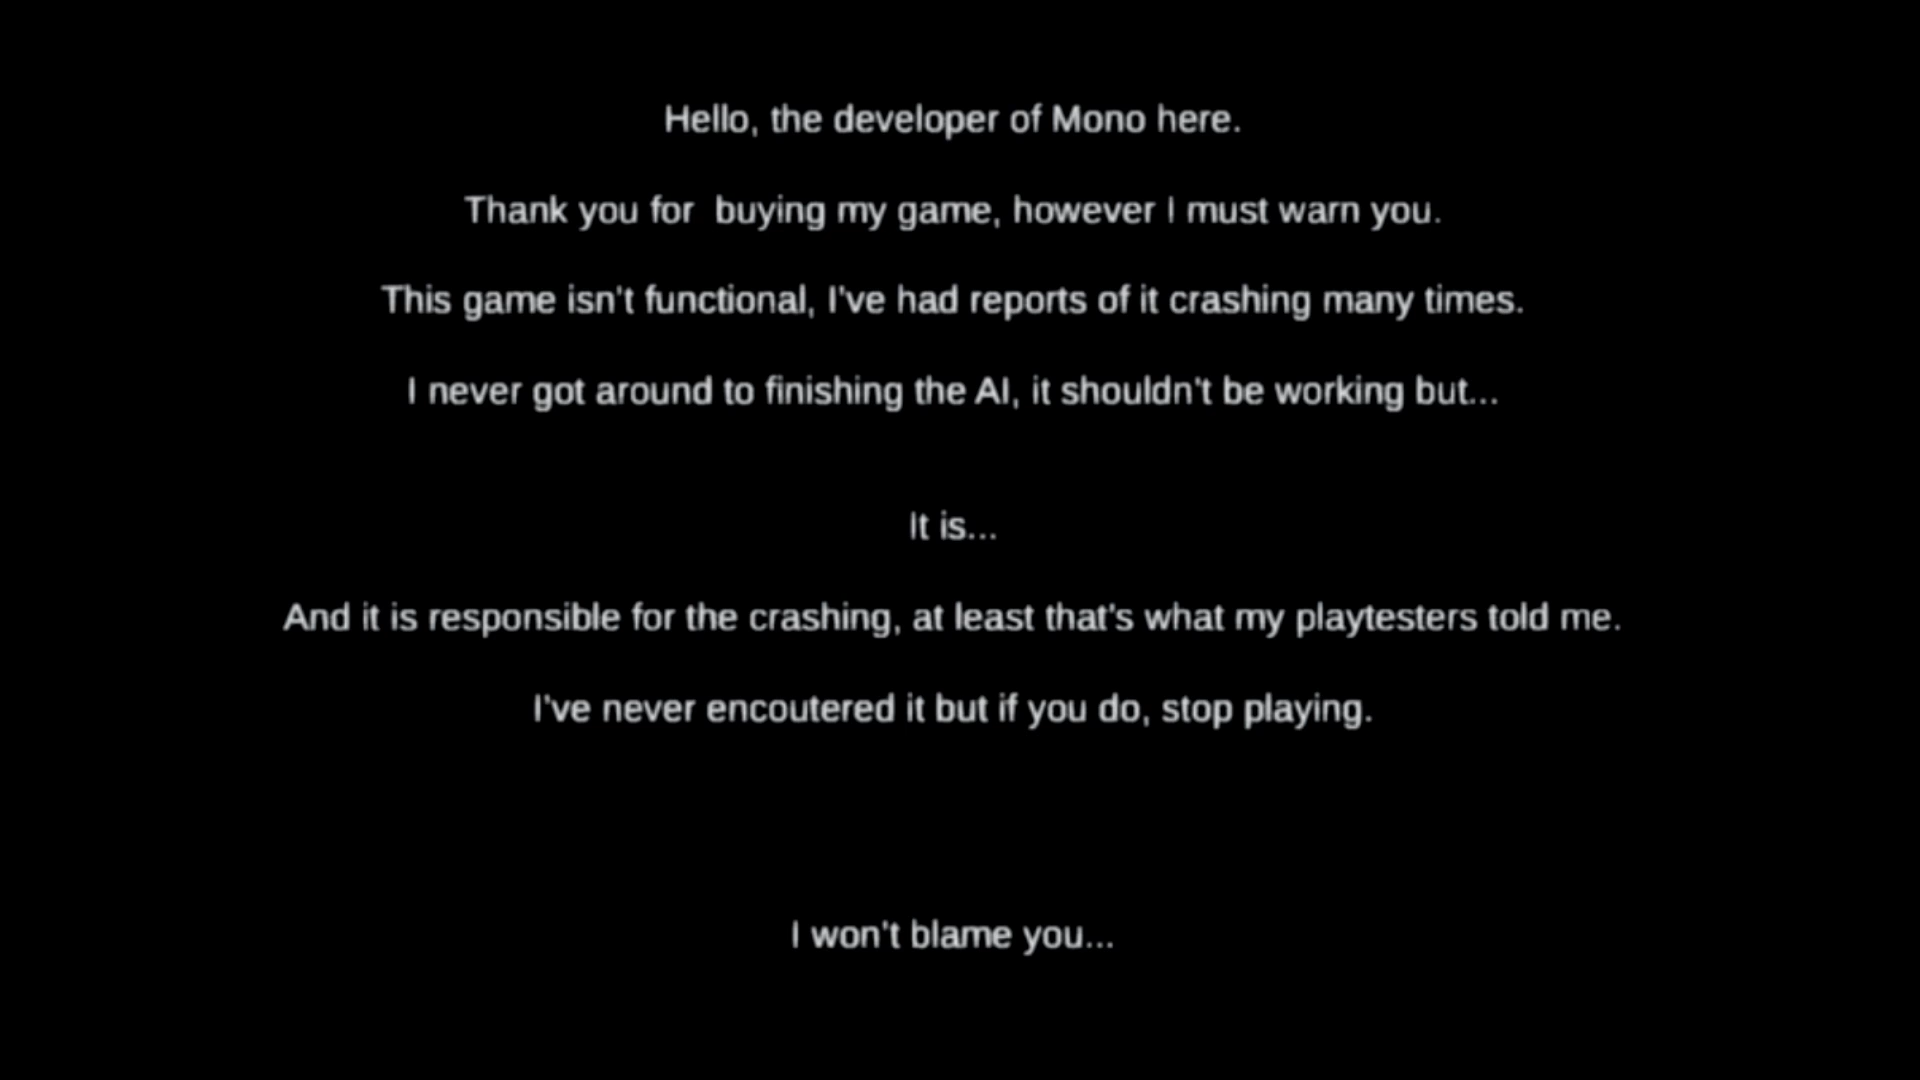 Hello, the developer of Mono here.
Thank you for  buying my game, however I must warn you.
This game isn't functional, I've had reports of it crashing many times.
I never got around to finishing the AI, it shouldn't be working but...
It is...
And it is responsible for the crashing, at least that's what my playtesters told me.
I've never encoutered it but if you do, stop playing.
I won't blame you...